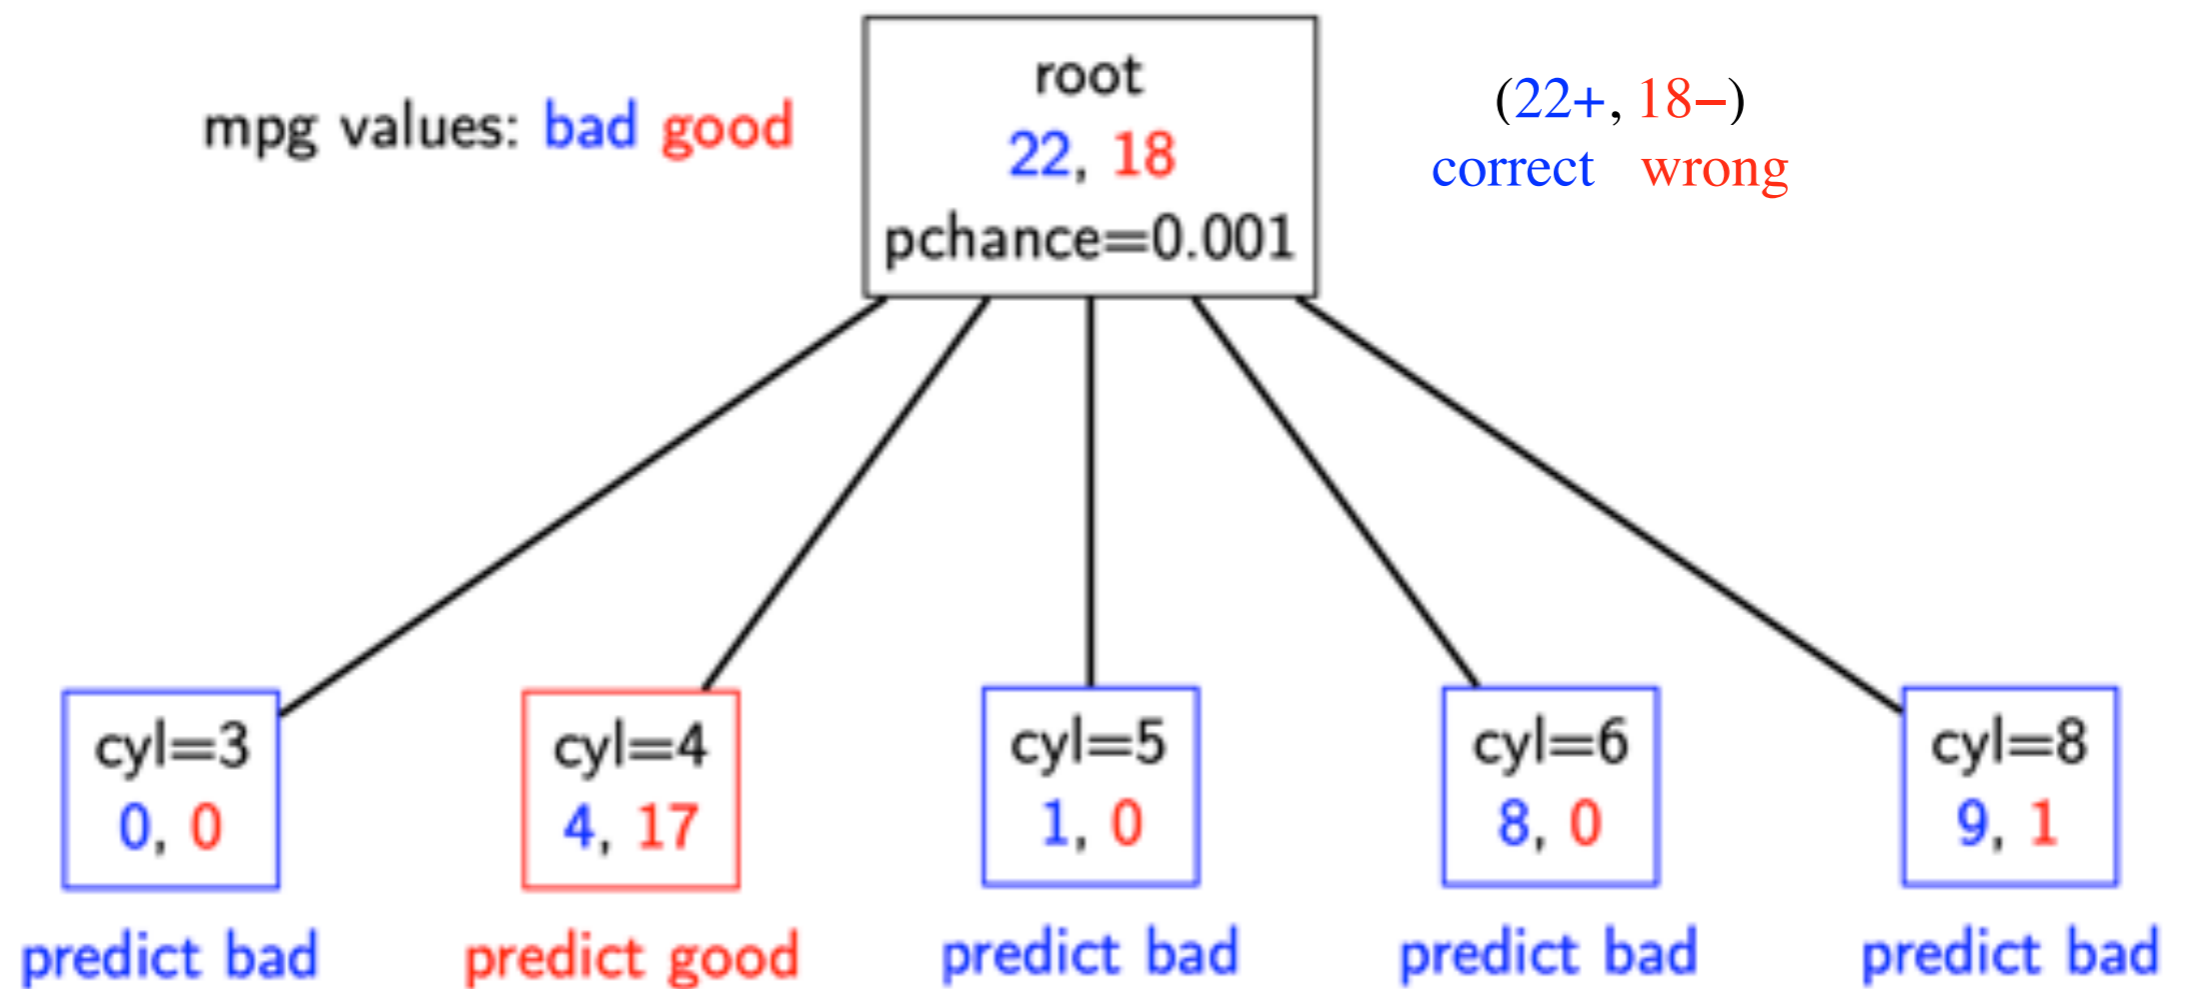 mpg values: bad good
root
22, 18
pchance=0.001
(22+, 18−)
correct wrong
cyl=3
0, 0
predict bad
cyl=4
4, 17
predict good
cyl=5
1, 0
predict bad
cyl=6
8, 0
predict bad
cyl=8
9, 1
predict bad